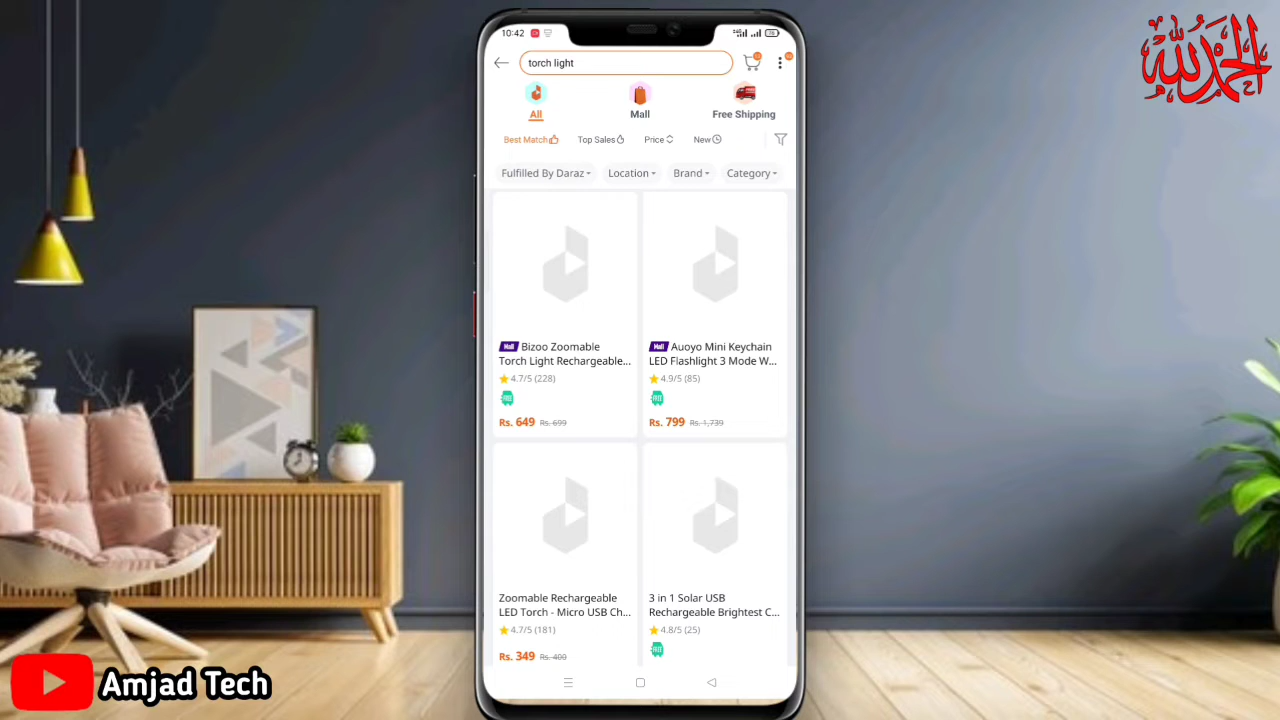 10:42
الحمد لله
torch light
All
Mall
Free Shipping
Best Match
Top Sales
Price
New
Fulfilled By Daraz
Location
Brand
Category
Mall Bizoo Zoomable
Torch Light Rechargeable...
4.7/5 (228)
FREE
Rs. 649 Rs. 699
Mall Auoyo Mini Keychain
LED Flashlight 3 Mode W...
4.9/5 (85)
FREE
Rs. 799 Rs. 1,739
Zoomable Rechargeable
LED Torch - Micro USB Ch...
4.7/5 (181)
Rs. 349 Rs. 400
3 in 1 Solar USB
Rechargeable Brightest C...
4.8/5 (25)
FREE
Amjad Tech